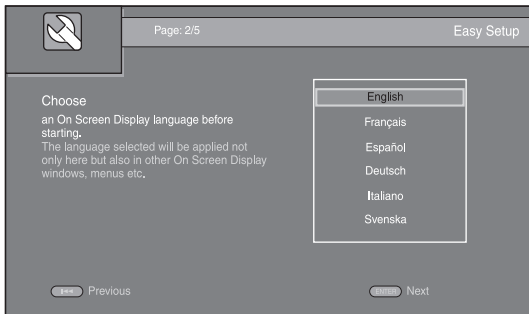 Page: 2/5
Easy Setup
Choose
an On Screen Display language before
starting.
The language selected will be applied not
only here but also in other On Screen Display
windows, menus etc.
English
Français
Español
Deutsch
Italiano
Svenska
Previous
ENTER Next